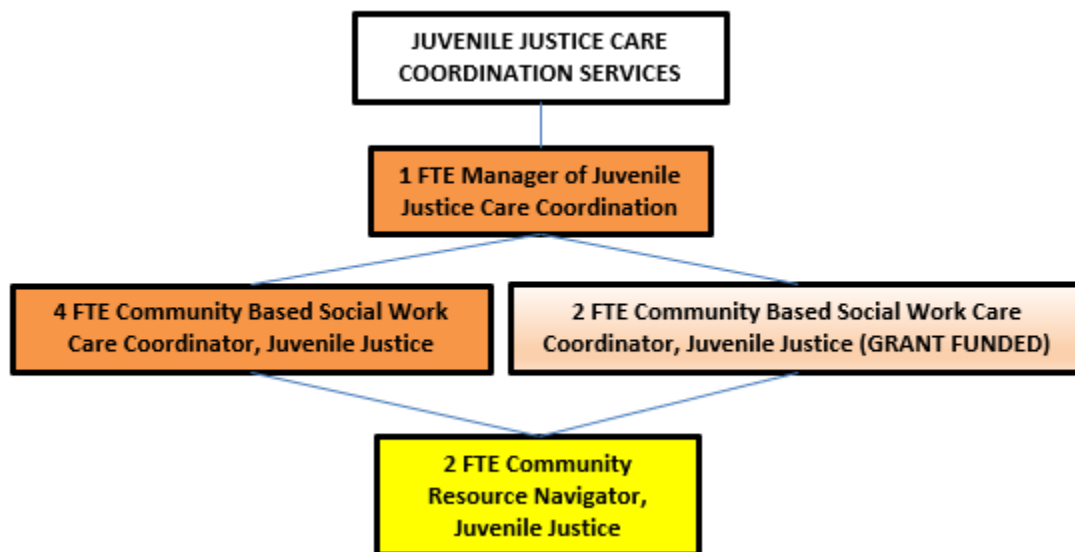 JUVENILE JUSTICE CARE
COORDINATION SERVICES
1 FTE Manager of Juvenile
Justice Care Coordination
4 FTE Community Based Social Work
Care Coordinator, Juvenile Justice
2 FTE Community Based Social Work Care
Coordinator, Juvenile Justice (GRANT FUNDED)
2 FTE Community
Resource Navigator,
Juvenile Justice